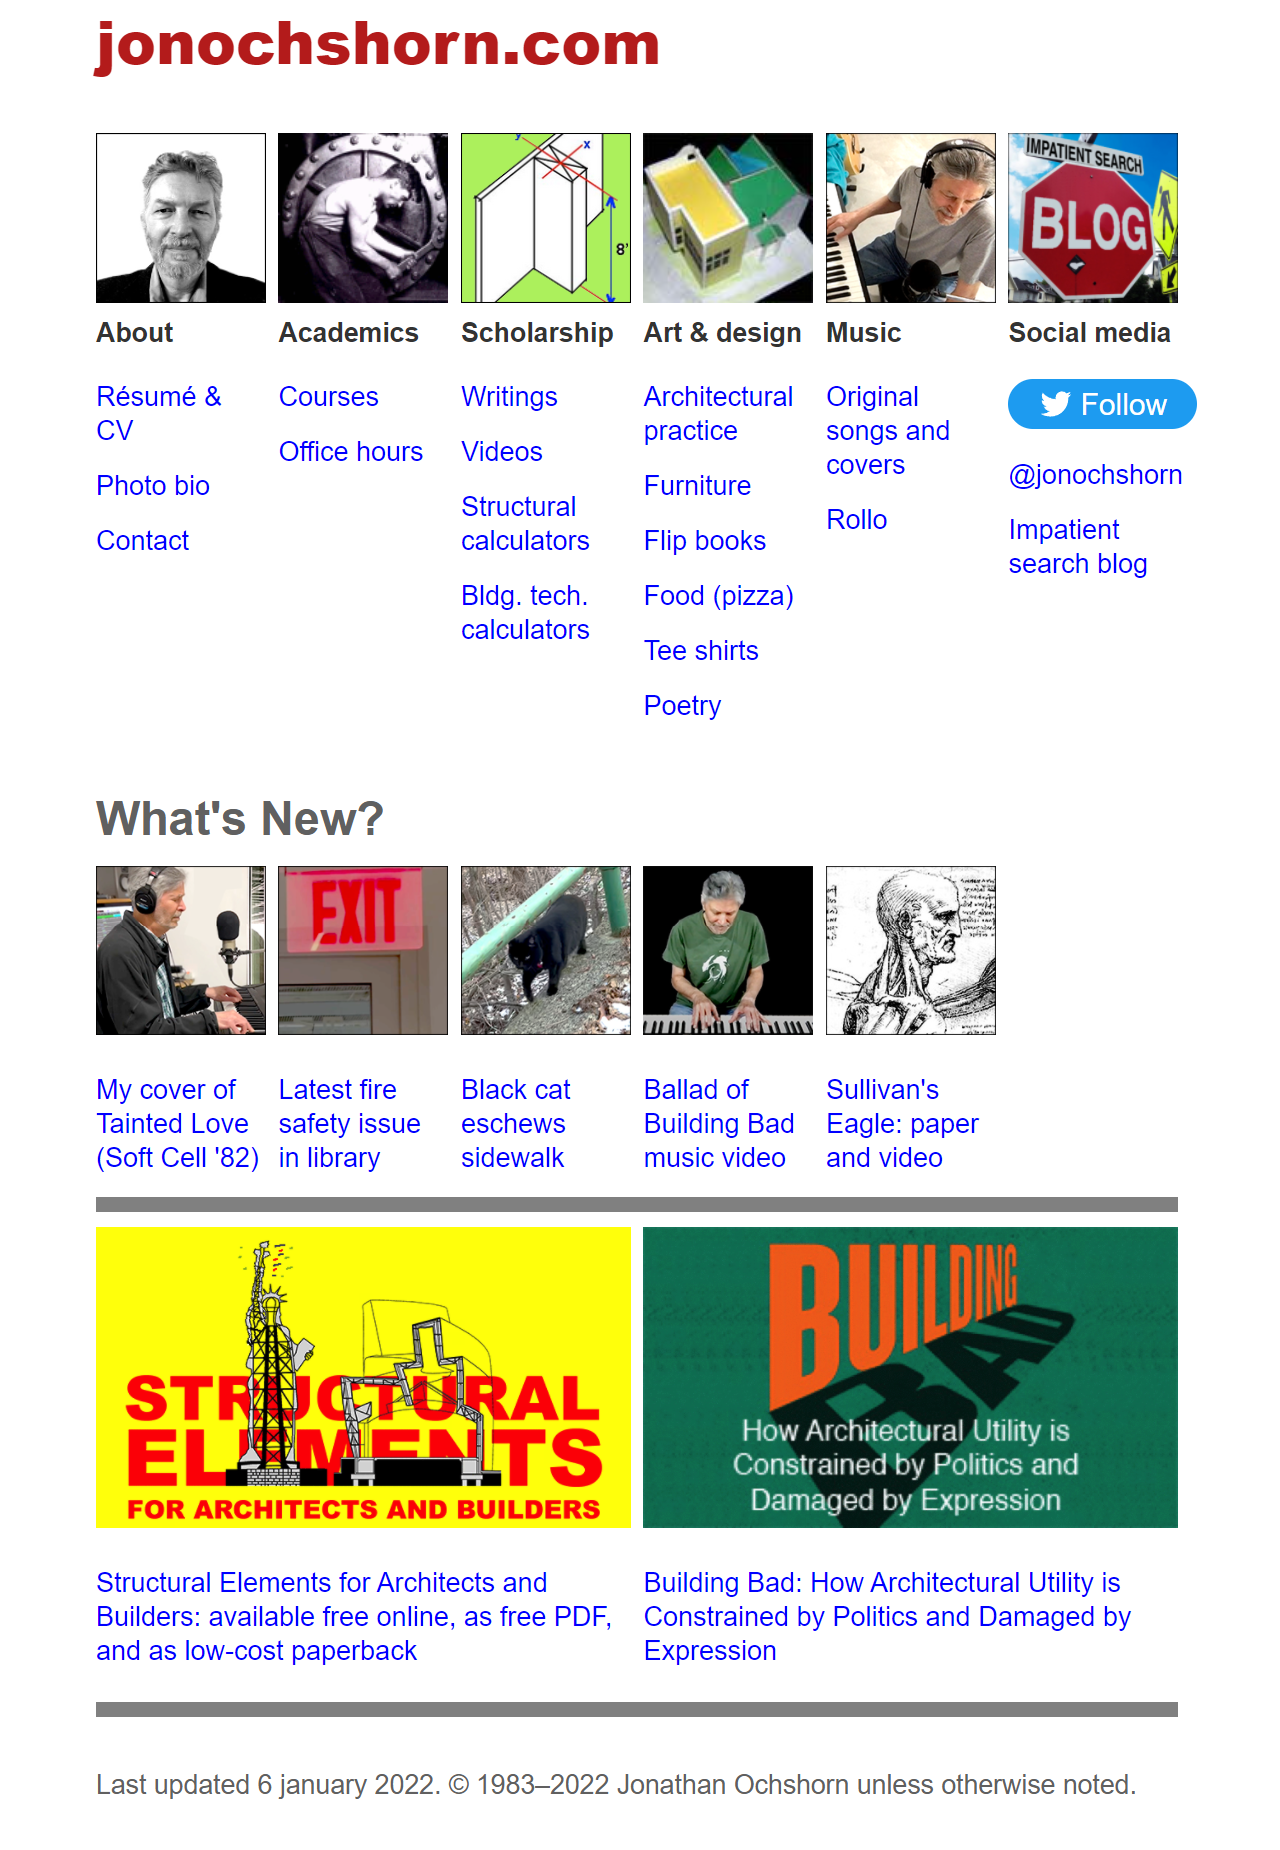 jonochshorn.com
y
x
8'
IMPATIENT SEARCH
BLOG
About
Academics
Scholarship
Art & design
Music
Social media
Résumé &
CV
Photo bio
Contact
Courses
Office hours
Writings
Videos
Structural
calculators
Bldg. tech.
calculators
Architectural
practice
Furniture
Flip books
Food (pizza)
Tee shirts
Poetry
Original
songs and
covers
Rollo
Follow
@jonochshorn
Impatient
search blog
What's New?
EXIT
My cover of
Tainted Love
(Soft Cell '82)
Latest fire
safety issue
in library
Black cat
eschews
sidewalk
Ballad of
Building Bad
music video
Sullivan's
Eagle: paper
and video
STRUCTURAL
ELEMENTS
FOR ARCHITECTS AND BUILDERS
BUILDING
BAD
How Architectural Utility is
Constrained by Politics and
Damaged by Expression
Structural Elements for Architects and
Builders: available free online, as free PDF,
and as low-cost paperback
Building Bad: How Architectural Utility is
Constrained by Politics and Damaged by
Expression
Last updated 6 january 2022. © 1983–2022 Jonathan Ochshorn unless otherwise noted.